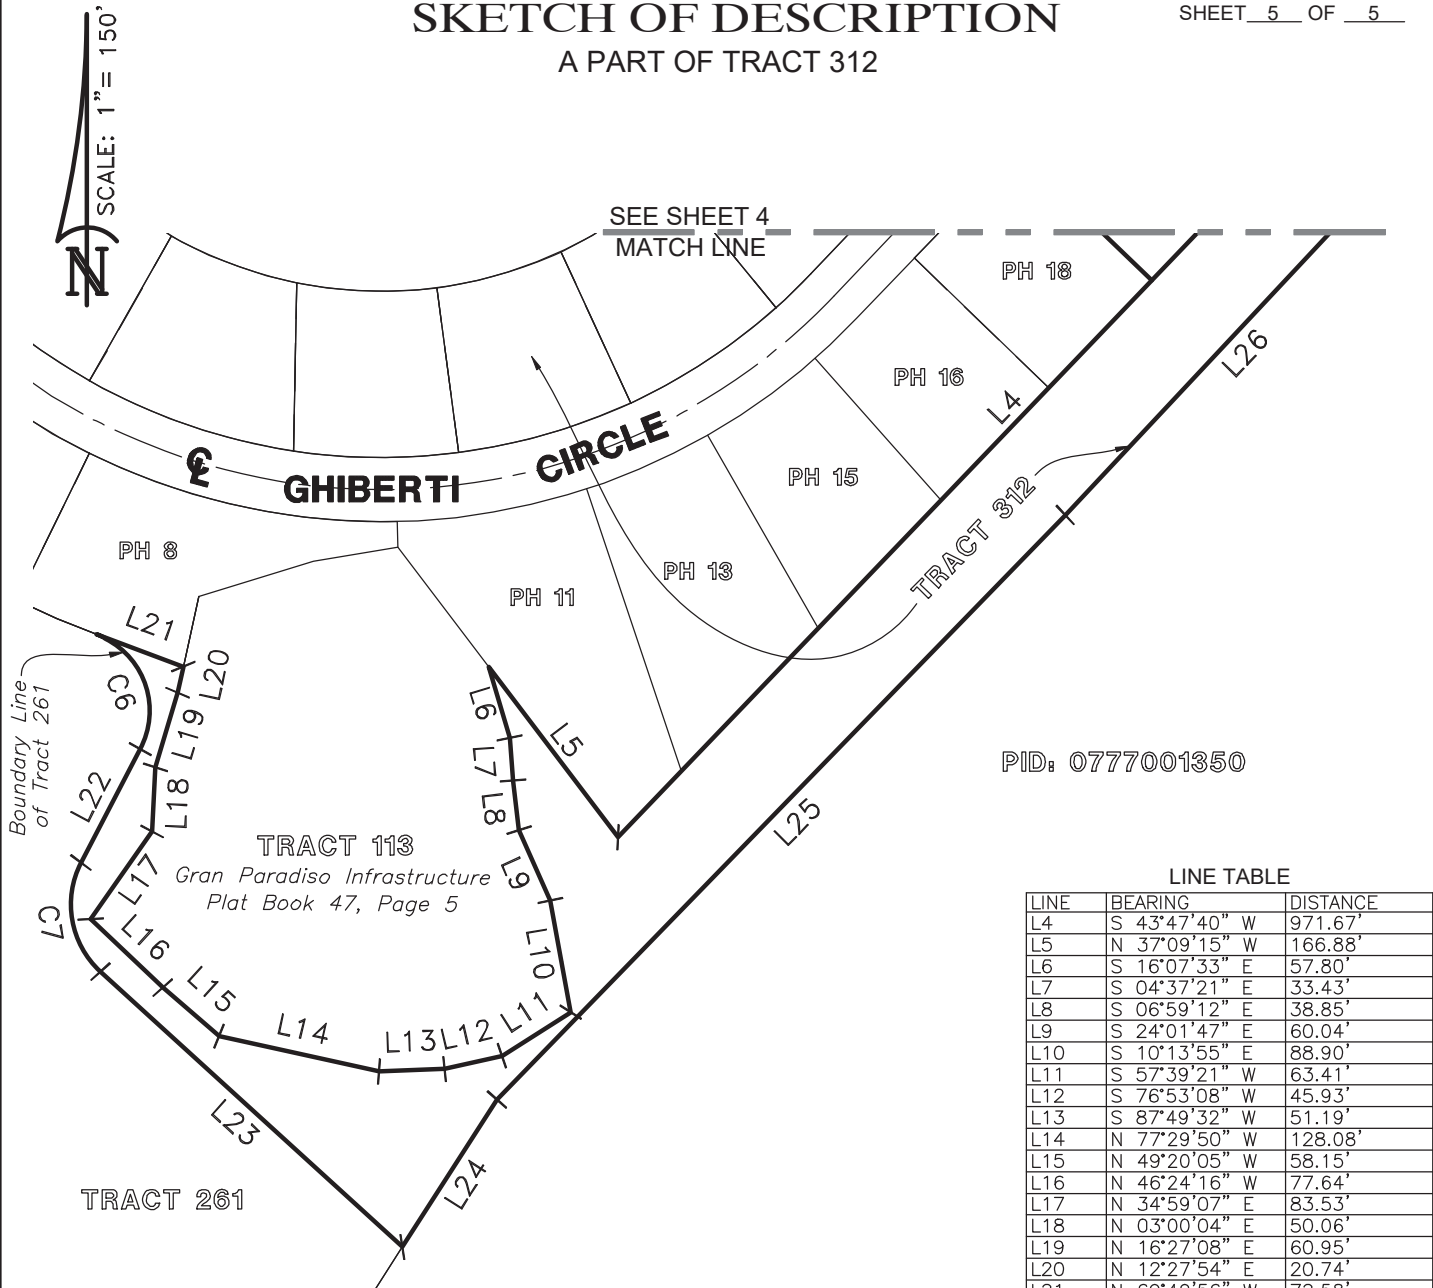 SKETCH OF DESCRIPTION
SHEET 5 OF 5
A PART OF TRACT 312
SCALE: 1"= 150'
N
SEE SHEET 4
MATCH LINE
PH 18
L26
PH 16
L4
℄ GHIBERTI CIRCLE
PH 15
TRACT 312
PH 8
PH 13
PH 11
L21
L20
Boundary Line
of Tract 261
C6
L19
L6
L5
L7
PID: 0777001350
L22
L18
L8
L25
TRACT 113
Gran Paradiso Infrastructure
Plat Book 47, Page 5
L17
L9
C7
L16
L10
L15
L11
L14
L13
L12
L23
L24
TRACT 261
LINE TABLE
LINE BEARING DISTANCE
L4 S 43°47'40" W 971.67'
L5 N 37°09'15" W 166.88'
L6 S 16°07'33" E 57.80'
L7 S 04°37'21" E 33.43'
L8 S 06°59'12" E 38.85'
L9 S 24°01'47" E 60.04'
L10 S 10°13'55" E 88.90'
L11 S 57°39'21" W 63.41'
L12 S 76°53'08" W 45.93'
L13 S 87°49'32" W 51.19'
L14 N 77°29'50" W 128.08'
L15 N 49°20'05" W 58.15'
L16 N 46°24'16" W 77.64'
L17 N 34°59'07" E 83.53'
L18 N 03°00'04" E 50.06'
L19 N 16°27'08" E 60.95'
L20 N 12°27'54" E 20.74'